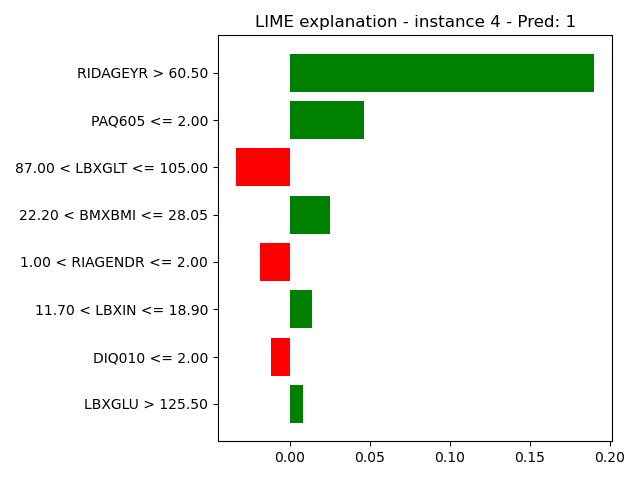 LIME explanation - instance 4 - Pred: 1
RIDAGEYR > 60.50
PAQ605 <= 2.00
87.00 < LBXGLT <= 105.00
22.20 < BMXBMI <= 28.05
1.00 < RIAGENDR <= 2.00
11.70 < LBXIN <= 18.90
DIQ010 <= 2.00
LBXGLU > 125.50
0.00 0.05 0.10 0.15 0.20